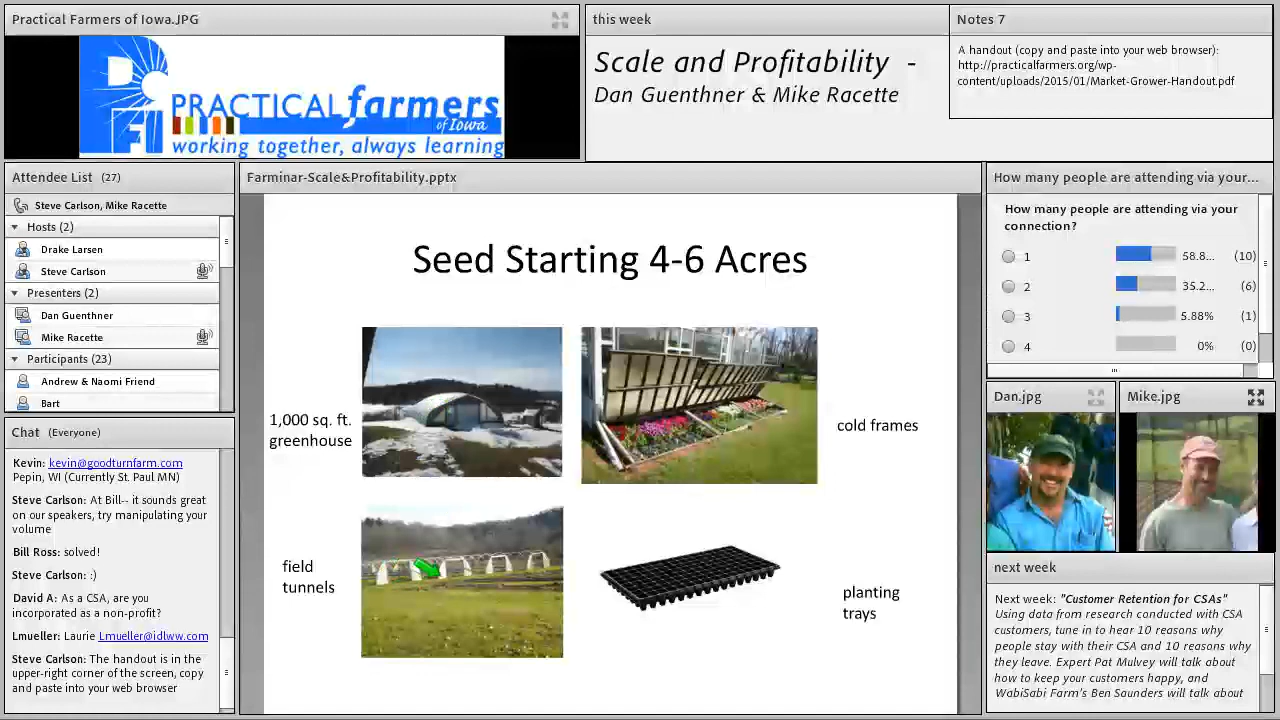 Practical Farmers of Iowa.JPG
PFI
PRACTICAL farmers
of Iowa
working together, always learning
this week
Scale and Profitability -
Dan Guenthner & Mike Racette
Notes 7
A handout (copy and paste into your web browser):
http://practicalfarmers.org/wp-
content/uploads/2015/01/Market-Grower-Handout.pdf
Attendee List (27)
Steve Carlson, Mike Racette
Hosts (2)
Drake Larsen
Steve Carlson
Presenters (2)
Dan Guenthner
Mike Racette
Participants (23)
Andrew & Naomi Friend
Bart
Chat (Everyone)
Kevin: kevin@goodturnfarm.com
Pepin, WI (Currently St. Paul MN)
Steve Carlson: At Bill-- it sounds great
on our speakers, try manipulating your
volume
Bill Ross: solved!
Steve Carlson: :)
David A: As a CSA, are you
incorporated as a non-profit?
Lmueller: Laurie Lmueller@idlww.com
Steve Carlson: The handout is in the
upper-right corner of the screen, copy
and paste into your web browser
Farminar-Scale&Profitability.pptx
Seed Starting 4-6 Acres
1,000 sq. ft.
greenhouse
cold frames
field
tunnels
planting
trays
How many people are attending via your...
How many people are attending via your
connection?
1 58.8... (10)
2 35.2... (6)
3 5.88% (1)
4 0% (0)
Dan.jpg
Mike.jpg
next week
Next week: "Customer Retention for CSAs"
Using data from research conducted with CSA
customers, tune in to hear 10 reasons why
people stay with their CSA and 10 reasons why
they leave. Expert Pat Mulvey will talk about
how to keep your customers happy, and
WabiSabi Farm's Ben Saunders will talk about